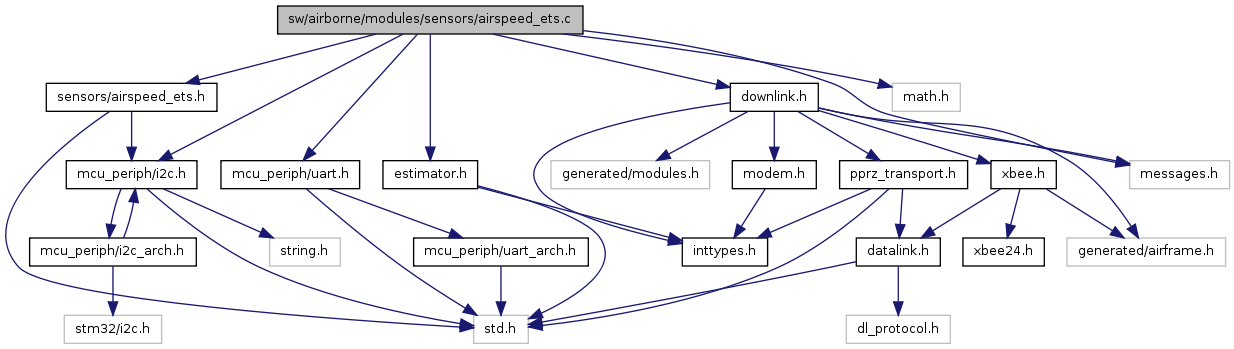 sw/airborne/modules/sensors/airspeed_ets.c
sensors/airspeed_ets.h
downlink.h
math.h
mcu_periph/i2c.h
mcu_periph/uart.h
estimator.h
generated/modules.h
modem.h
pprz_transport.h
xbee.h
messages.h
mcu_periph/i2c_arch.h
string.h
mcu_periph/uart_arch.h
inttypes.h
datalink.h
xbee24.h
generated/airframe.h
stm32/i2c.h
std.h
dl_protocol.h